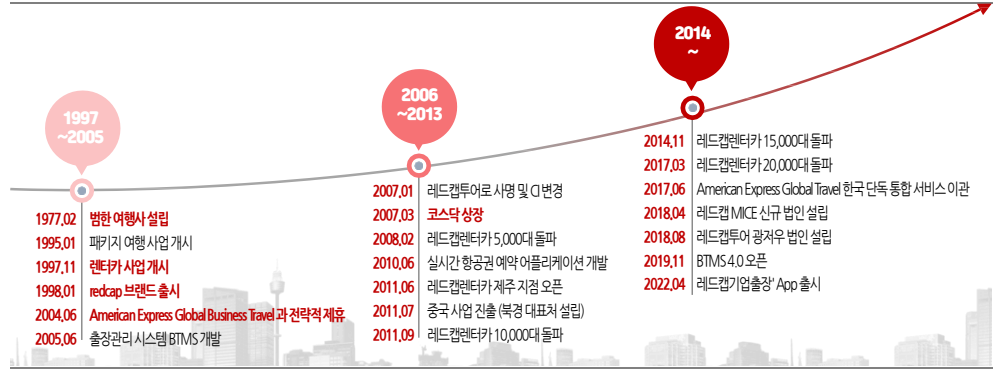 1997
~2005
1977.02 범한 여행사 설립
1995.01 패키지 여행 사업 개시
1997.11 렌터카 사업 개시
1998.01 redcap 브랜드 출시
2004.06 American Express Global Business Travel 과 전략적 제휴
2005.06 출장관리 시스템 BTMS 개발
2006
~2013
2007.01 레드캡투어로 사명 및 CI 변경
2007.03 코스닥 상장
2008.02 레드캡렌터카 5,000대 돌파
2010.06 실시간 항공권 예약 어플리케이션 개발
2011.06 레드캡렌터카 제주 지점 오픈
2011.07 중국 사업 진출 (북경 대표처 설립)
2011.09 레드캡렌터카 10,000대 돌파
2014
~
2014.11 레드캡렌터카 15,000대 돌파
2017.03 레드캡렌터카 20,000대 돌파
2017.06 American Express Global Travel 한국 단독 통합 서비스 이관
2018.04 레드캡 MICE 신규 법인 설립
2018.08 레드캡투어 광저우 법인 설립
2019.11 BTMS 4.0 오픈
2022.04 레드캡기업출장' App 출시